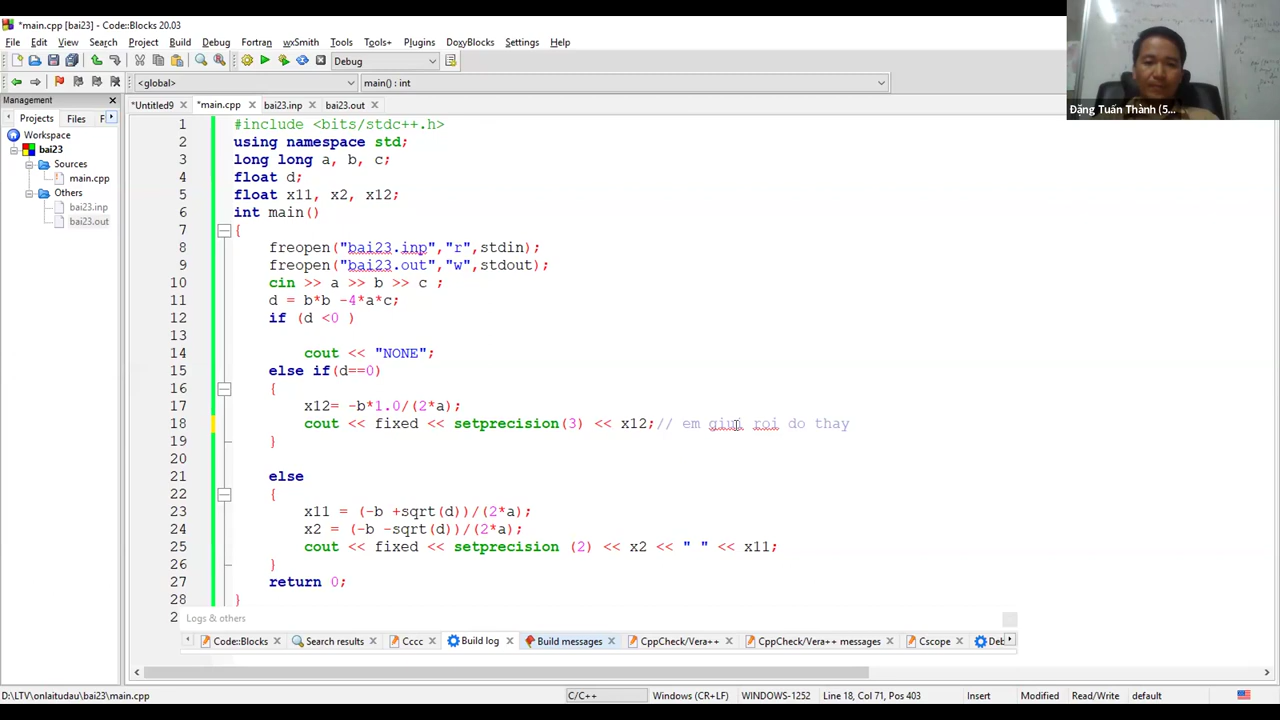 *main.cpp [bai23] - Code::Blocks 20.03
File Edit View Search Project Build Debug Fortran wxSmith Tools Tools+ Plugins DoxyBlocks Settings Help
Debug
<global> main() : int
Management
*Untitled9 *main.cpp bai23.inp bai23.out
Projects Files F
Workspace
bai23
Sources
main.cpp
Others
bai23.inp
bai23.out
Đặng Tuấn Thành (5...
1 #include <bits/stdc++.h>
2 using namespace std;
3 long long a, b, c;
4 float d;
5 float x11, x2, x12;
6 int main()
7 {
8 freopen("bai23.inp","r",stdin);
9 freopen("bai23.out","w",stdout);
10 cin >> a >> b >> c ;
11 d = b*b -4*a*c;
12 if (d <0 )
13
14 cout << "NONE";
15 else if(d==0)
16 {
17 x12= -b*1.0/(2*a);
18 cout << fixed << setprecision(3) << x12;// em giui roi do thay
19 }
20
21 else
22 {
23 x11 = (-b +sqrt(d))/(2*a);
24 x2 = (-b -sqrt(d))/(2*a);
25 cout << fixed << setprecision (2) << x2 << " " << x11;
26 }
27 return 0;
28 }
2
Logs & others
Code::Blocks Search results Cccc Build log Build messages CppCheck/Vera++ CppCheck/Vera++ messages Cscope Deb
D:\LTV\onlaitudau\bai23\main.cpp C/C++ Windows (CR+LF) WINDOWS-1252 Line 18, Col 71, Pos 403 Insert Modified Read/Write default